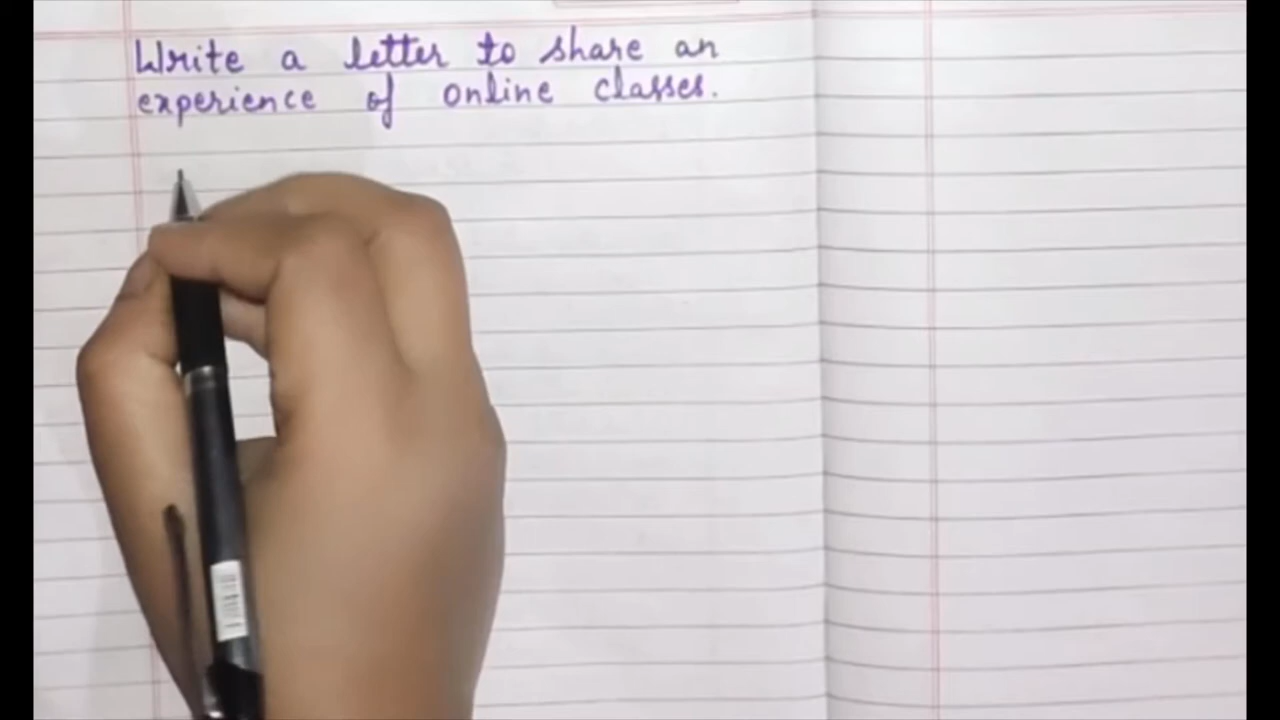 Write a letter to share an
experience of online classes.